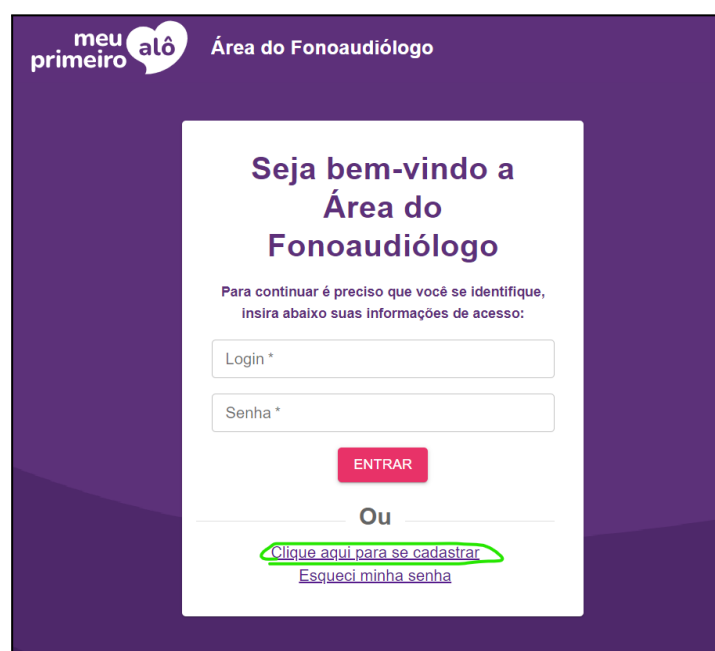 meu
primeiro
alô
Área do Fonoaudiólogo
Seja bem-vindo a
Área do
Fonoaudiólogo
Para continuar é preciso que você se identifique,
insira abaixo suas informações de acesso:
Login *
Senha *
ENTRAR
Ou
Clique aqui para se cadastrar
Esqueci minha senha